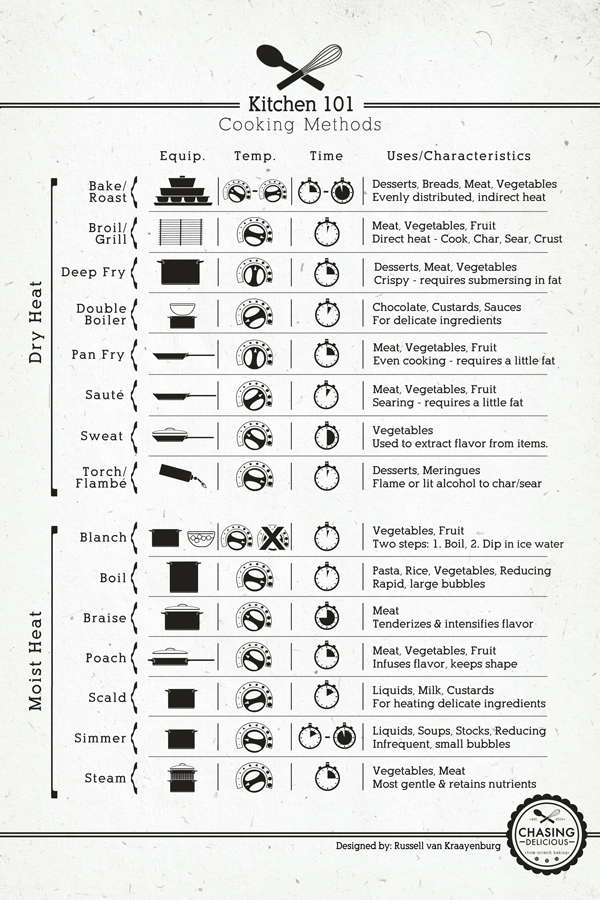 Kitchen 101
Cooking Methods
Equip. Temp. Time Uses/Characteristics
Dry Heat
Bake/
Roast
Desserts, Breads, Meat, Vegetables
Evenly distributed, indirect heat
Broil/
Grill
Meat, Vegetables, Fruit
Direct heat - Cook, Char, Sear, Crust
Deep Fry
Desserts, Meat, Vegetables
Crispy - requires submersing in fat
Double
Boiler
Chocolate, Custards, Sauces
For delicate ingredients
Pan Fry
Meat, Vegetables, Fruit
Even cooking - requires a little fat
Sauté
Meat, Vegetables, Fruit
Searing - requires a little fat
Sweat
Vegetables
Used to extract flavor from items.
Torch/
Flambé
Desserts, Meringues
Flame or lit alcohol to char/sear
Moist Heat
Blanch
Vegetables, Fruit
Two steps: 1. Boil, 2. Dip in ice water
Boil
Pasta, Rice, Vegetables, Reducing
Rapid, large bubbles
Braise
Meat
Tenderizes & intensifies flavor
Poach
Meat, Vegetables, Fruit
Infuses flavor, keeps shape
Scald
Liquids, Milk, Custards
For heating delicate ingredients
Simmer
Liquids, Soups, Stocks, Reducing
Infrequent, small bubbles
Steam
Vegetables, Meat
Most gentle & retains nutrients
Designed by: Russell van Kraayenburg
CHASING
DELICIOUS